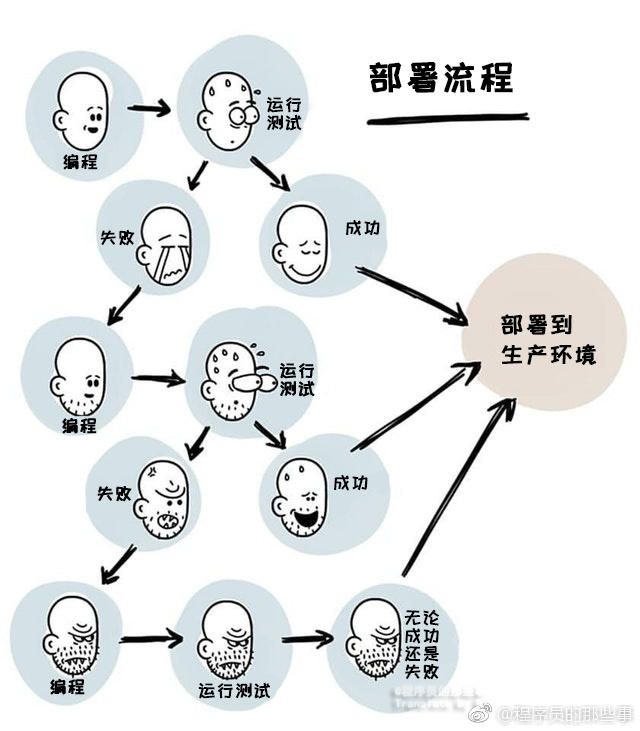 部署流程
编程
运行
测试
失败
成功
部署到
生产环境
编程
运行
测试
失败
成功
编程
运行测试
无论
成功
还是
失败
@程序员的那些事